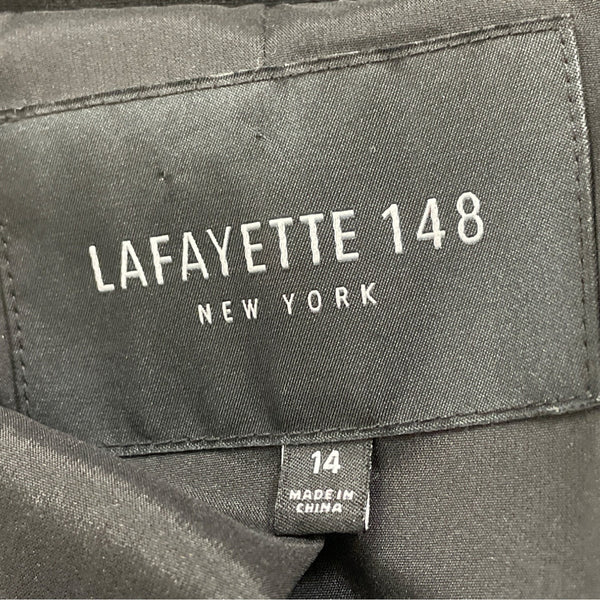 LAFAYETTE 148
NEW YORK
14
MADE IN
CHINA